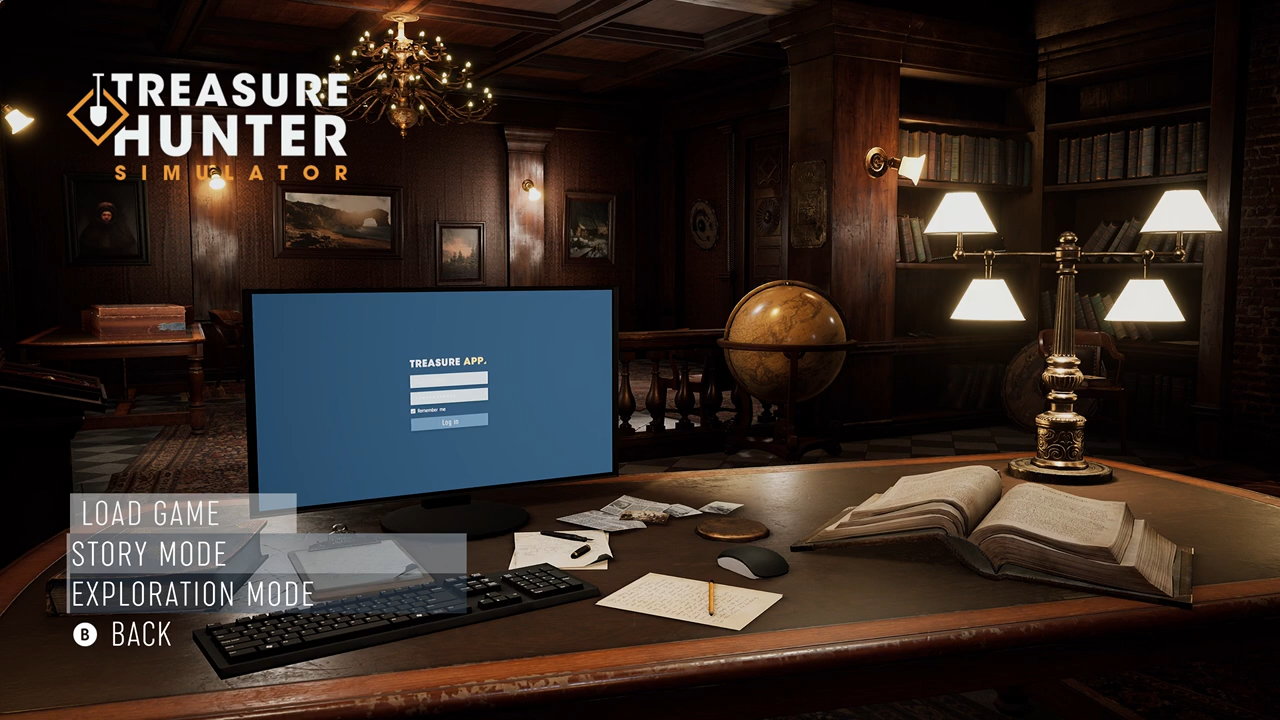 TREASURE
HUNTER
SIMULATOR
TREASURE APP.
Remember me
Log in
LOAD GAME
STORY MODE
EXPLORATION MODE
B BACK